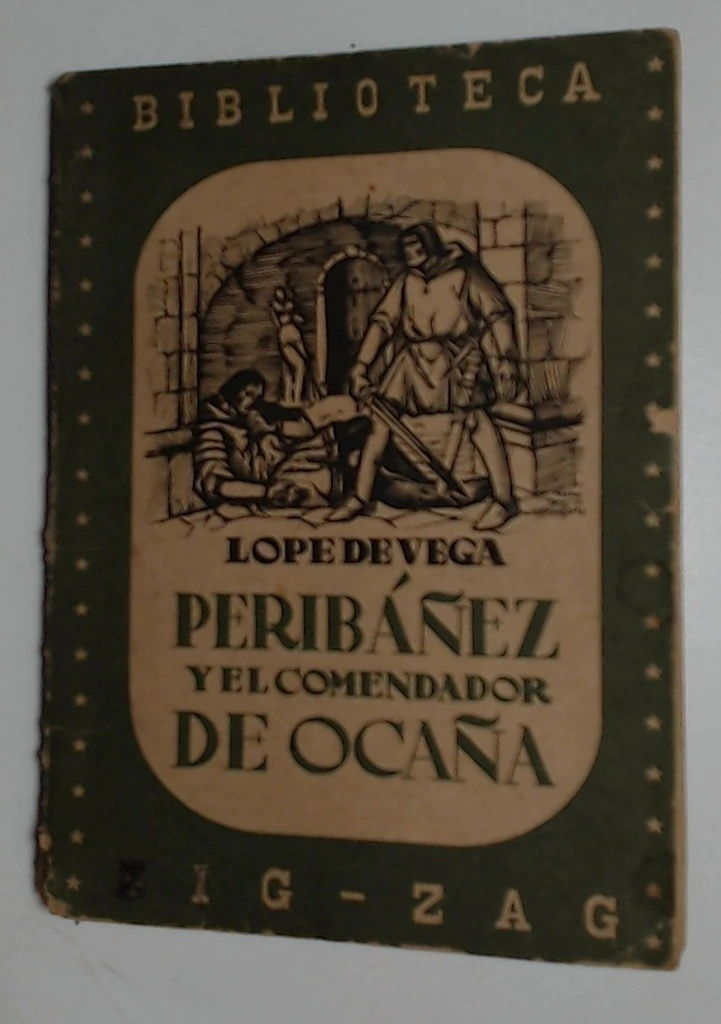 BIBLIOTECA
LOPE DE VEGA
PERIBÁÑEZ
Y EL COMENDADOR
DE OCAÑA
ZIG-ZAG